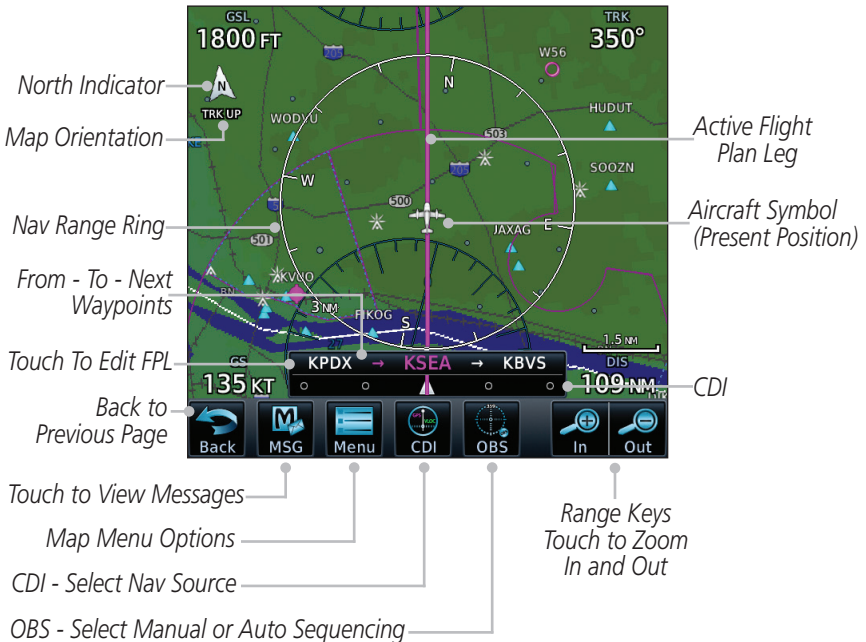 GSL
1800 FT
TRK
350°
North Indicator
N
TRK UP
Map Orientation
205
W56
N
WODYU
HUDUT
503
Active Flight
Plan Leg
205
SOOZN
W
5
500
Nav Range Ring
501
JAXAG
E
Aircraft Symbol
(Present Position)
From - To - Next
Waypoints
KVUO
3 NM
FIKOG
S
1.5 NM
Touch To Edit FPL
GS
135 KT
KPDX → KSEA → KBVS
DIS
109 NM
CDI
Back to
Previous Page
Back
MSG
Menu
GPS
VLOC
CDI
OBS
In
Out
Touch to View Messages
Map Menu Options
CDI - Select Nav Source
OBS - Select Manual or Auto Sequencing
Range Keys
Touch to Zoom
In and Out